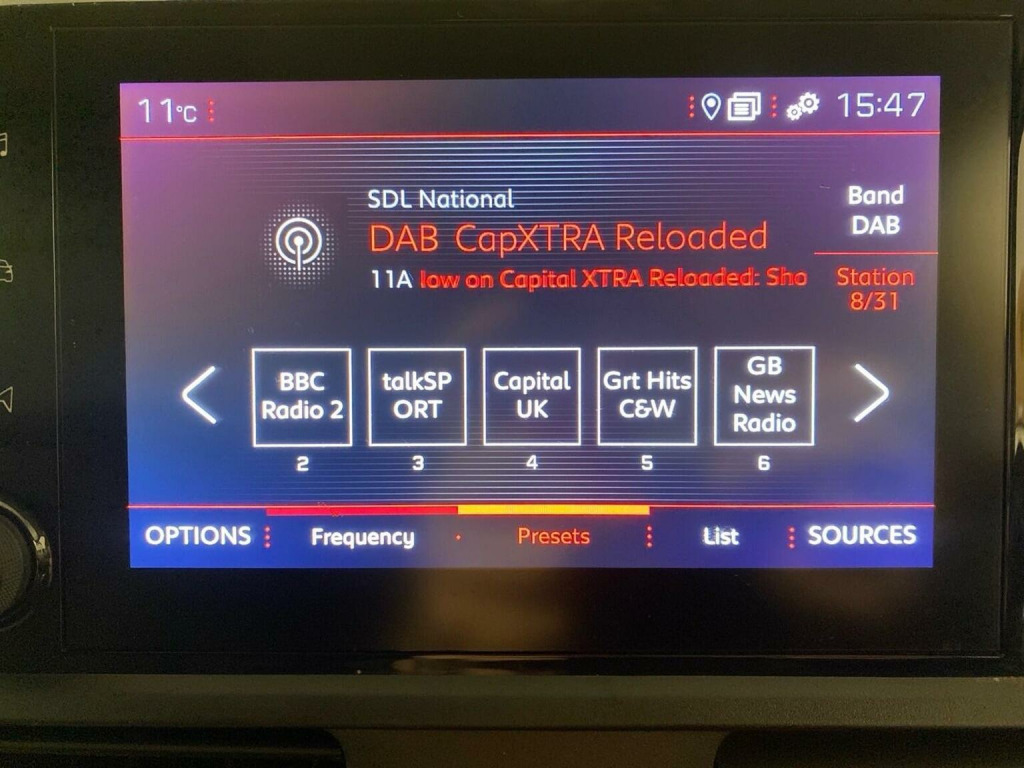 11°C
15:47
SDL National
DAB CapXTRA Reloaded
11A low on Capital XTRA Reloaded: Sho
Band
DAB
Station
8/31
BBC
Radio 2
talkSP
ORT
Capital
UK
Grt Hits
C&W
GB
News
Radio
2
3
4
5
6
OPTIONS
Frequency
Presets
List
SOURCES